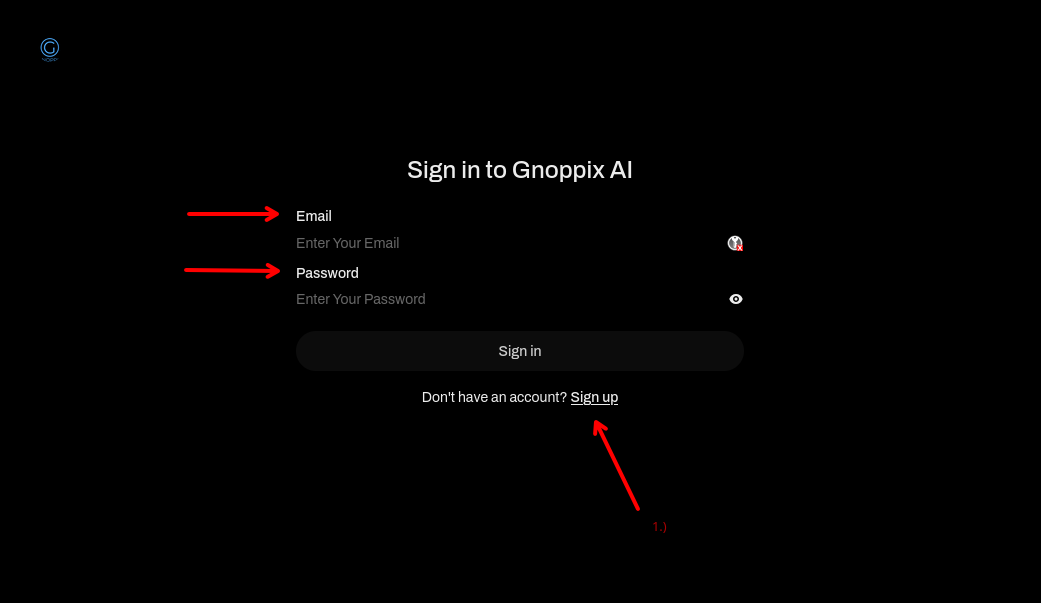 Sign in to Gnoppix AI
Email
Enter Your Email
Password
Enter Your Password
Sign in
Don't have an account? Sign up
1.)